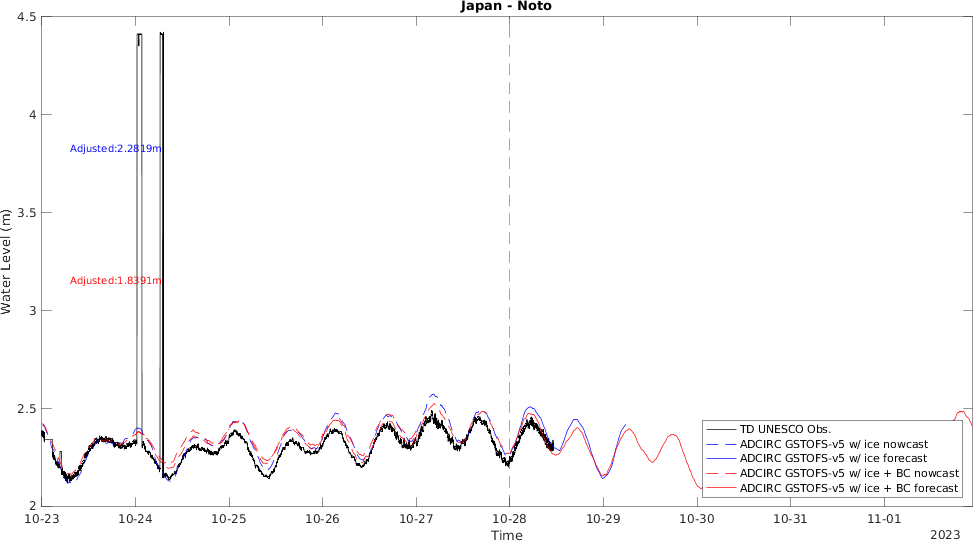 Japan - Noto
4.5
4
3.5
3
2.5
2
Water Level (m)
Adjusted:2.2819m
Adjusted:1.8391m
TD UNESCO Obs.
ADCIRC GSTOFS-v5 w/ ice nowcast
ADCIRC GSTOFS-v5 w/ ice forecast
ADCIRC GSTOFS-v5 w/ ice + BC nowcast
ADCIRC GSTOFS-v5 w/ ice + BC forecast
10-23 10-24 10-25 10-26 10-27 10-28 10-29 10-30 10-31 11-01
Time
2023